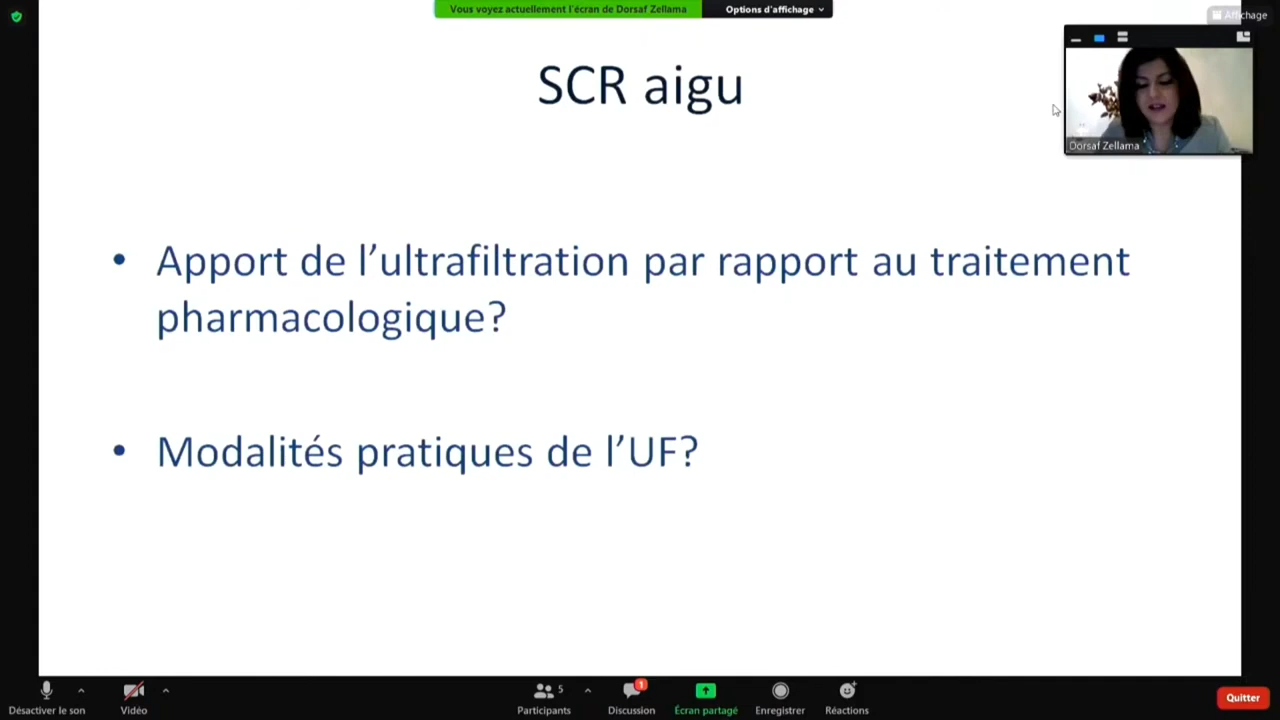 Vous voyez actuellement l'écran de Dorsaf Zellama
Options d'affichage
Affichage
SCR aigu
Dorsaf Zellama
• Apport de l'ultrafiltration par rapport au traitement
pharmacologique?
• Modalités pratiques de l'UF?
Désactiver le son
Vidéo
5
Participants
1
Discussion
Écran partagé
Enregistrer
Réactions
Quitter